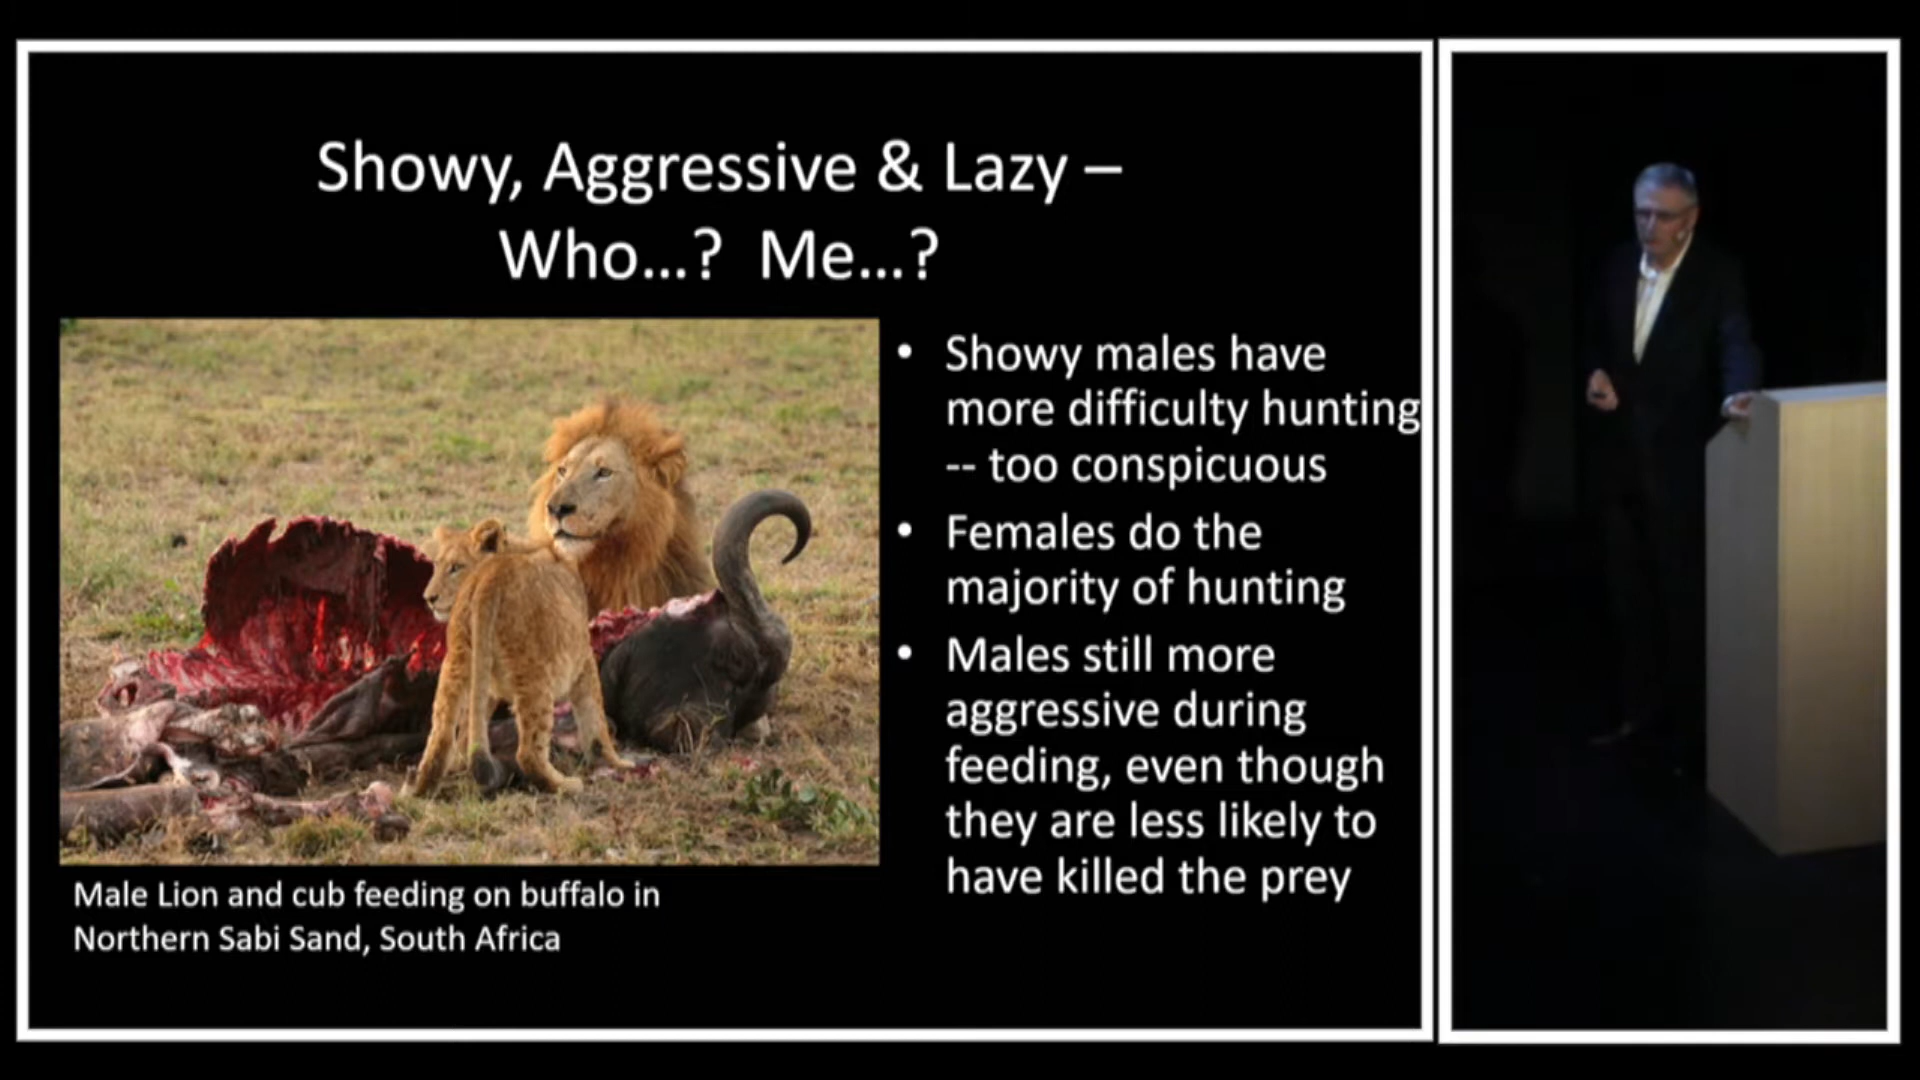 Showy, Aggressive & Lazy –
Who...? Me...?
• Showy males have
more difficulty hunting
-- too conspicuous
• Females do the
majority of hunting
• Males still more
aggressive during
feeding, even though
they are less likely to
have killed the prey
Male Lion and cub feeding on buffalo in
Northern Sabi Sand, South Africa